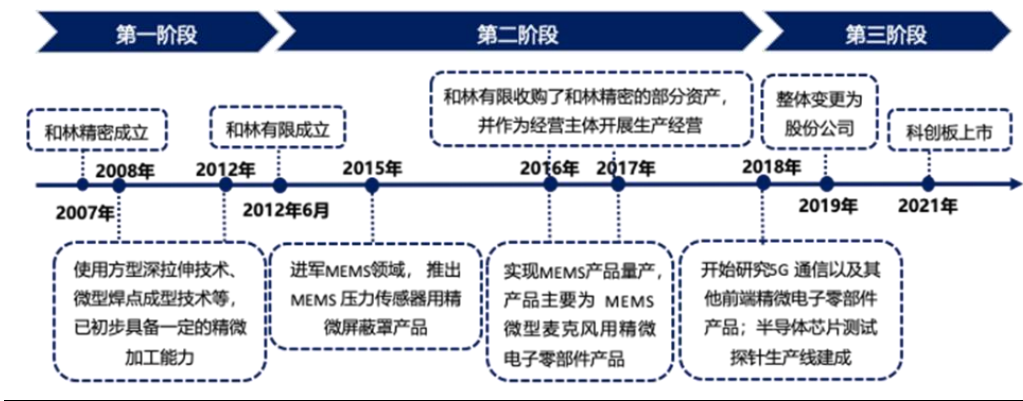 第一阶段
第二阶段
第三阶段
和林精密成立
和林有限成立
和林有限收购了和林精密的部分资产，
并作为经营主体开展生产经营
整体变更为
股份公司
科创板上市
2008年
2012年
2015年
2016年
2017年
2018年
2007年
2012年6月
2019年
2021年
使用方型深拉伸技术、
微型焊点成型技术等，
已初步具备一定的精微
加工能力
进军MEMS领域， 推出
MEMS 压力传感器用精
微屏蔽罩产品
实现MEMS产品量产，
产品主要为 MEMS
微型麦克风用精微
电子零部件产品
开始研究5G 通信以及其
他前端精微电子零部件
产品；半导体芯片测试
探针生产线建成